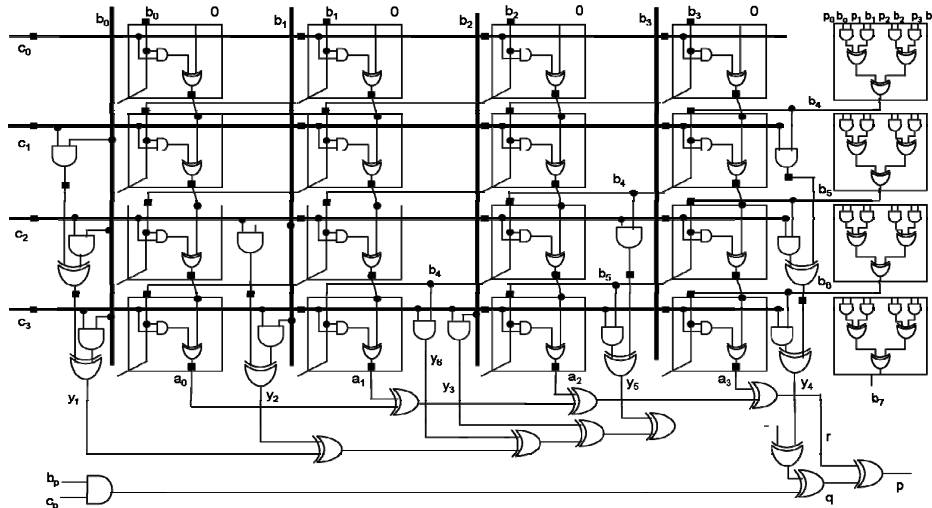 b₀ b₀ 0 b₁ b₁ 0 b₂ b₂ 0 b₃ b₃ 0 p₀ b₀ p₁ b₁ p₂ b₂ p₃ b
c₀
b₄
c₁
b₄ b₅
c₂
b₄ b₅ b₆
c₃
y₆ y₃ y₅ y₄
a₀ y₂ a₁ a₂ a₃
y₁ b₇
r
bₚ
cₚ q p